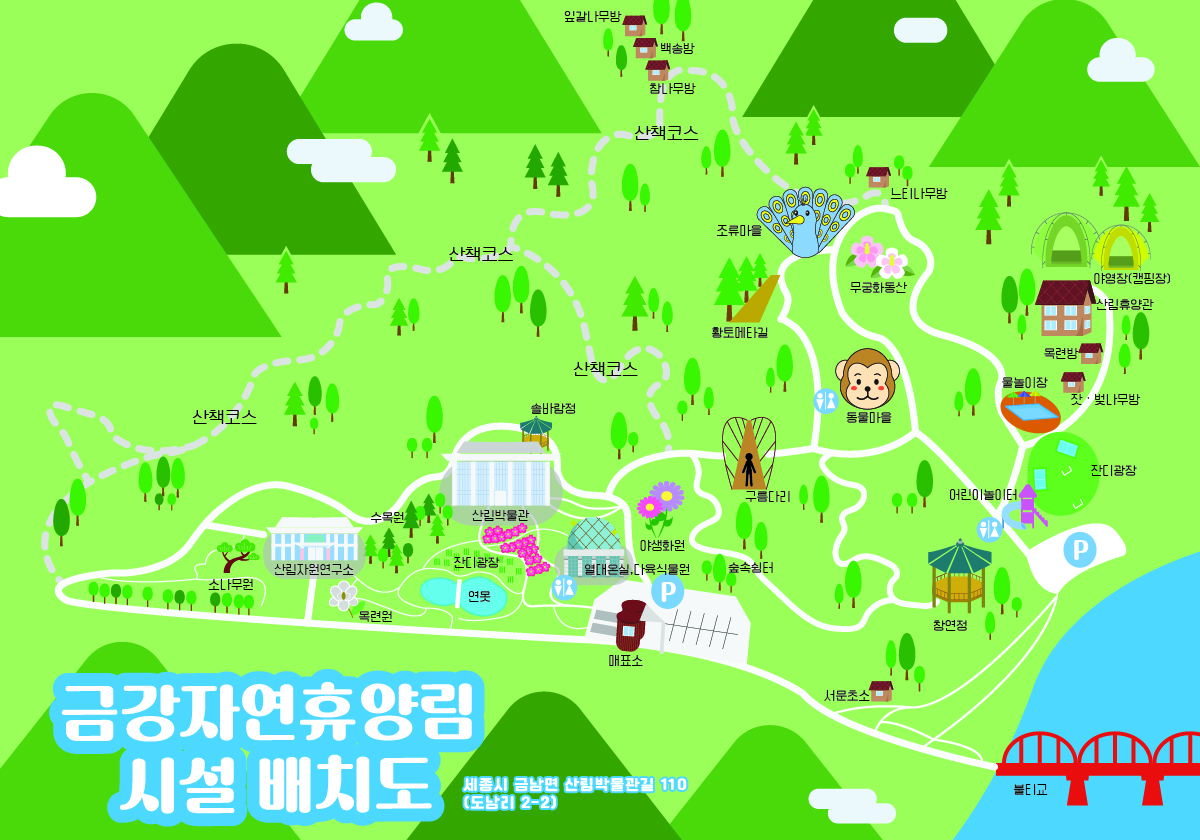 잎갈나무방
백송방
참나무방
산책코스
느티나무방
조류마을
산책코스
야영장(캠핑장)
무궁화동산
산림휴양관
황토메타길
목련방
산책코스
물놀이장
잣·벚나무방
솔바람정
산책코스
동물마을
잔디광장
구름다리
어린이놀이터
수목원
산림박물관
야생화원
P
잔디광장
산림자원연구소
열대온실.다육식물원
숲속쉼터
소나무원
P
연못
목련원
창연정
매표소
서문초소
금강자연휴양림
시설 배치도
세종시 금남면 산림박물관길 110
(도남리 2-2)
불티교